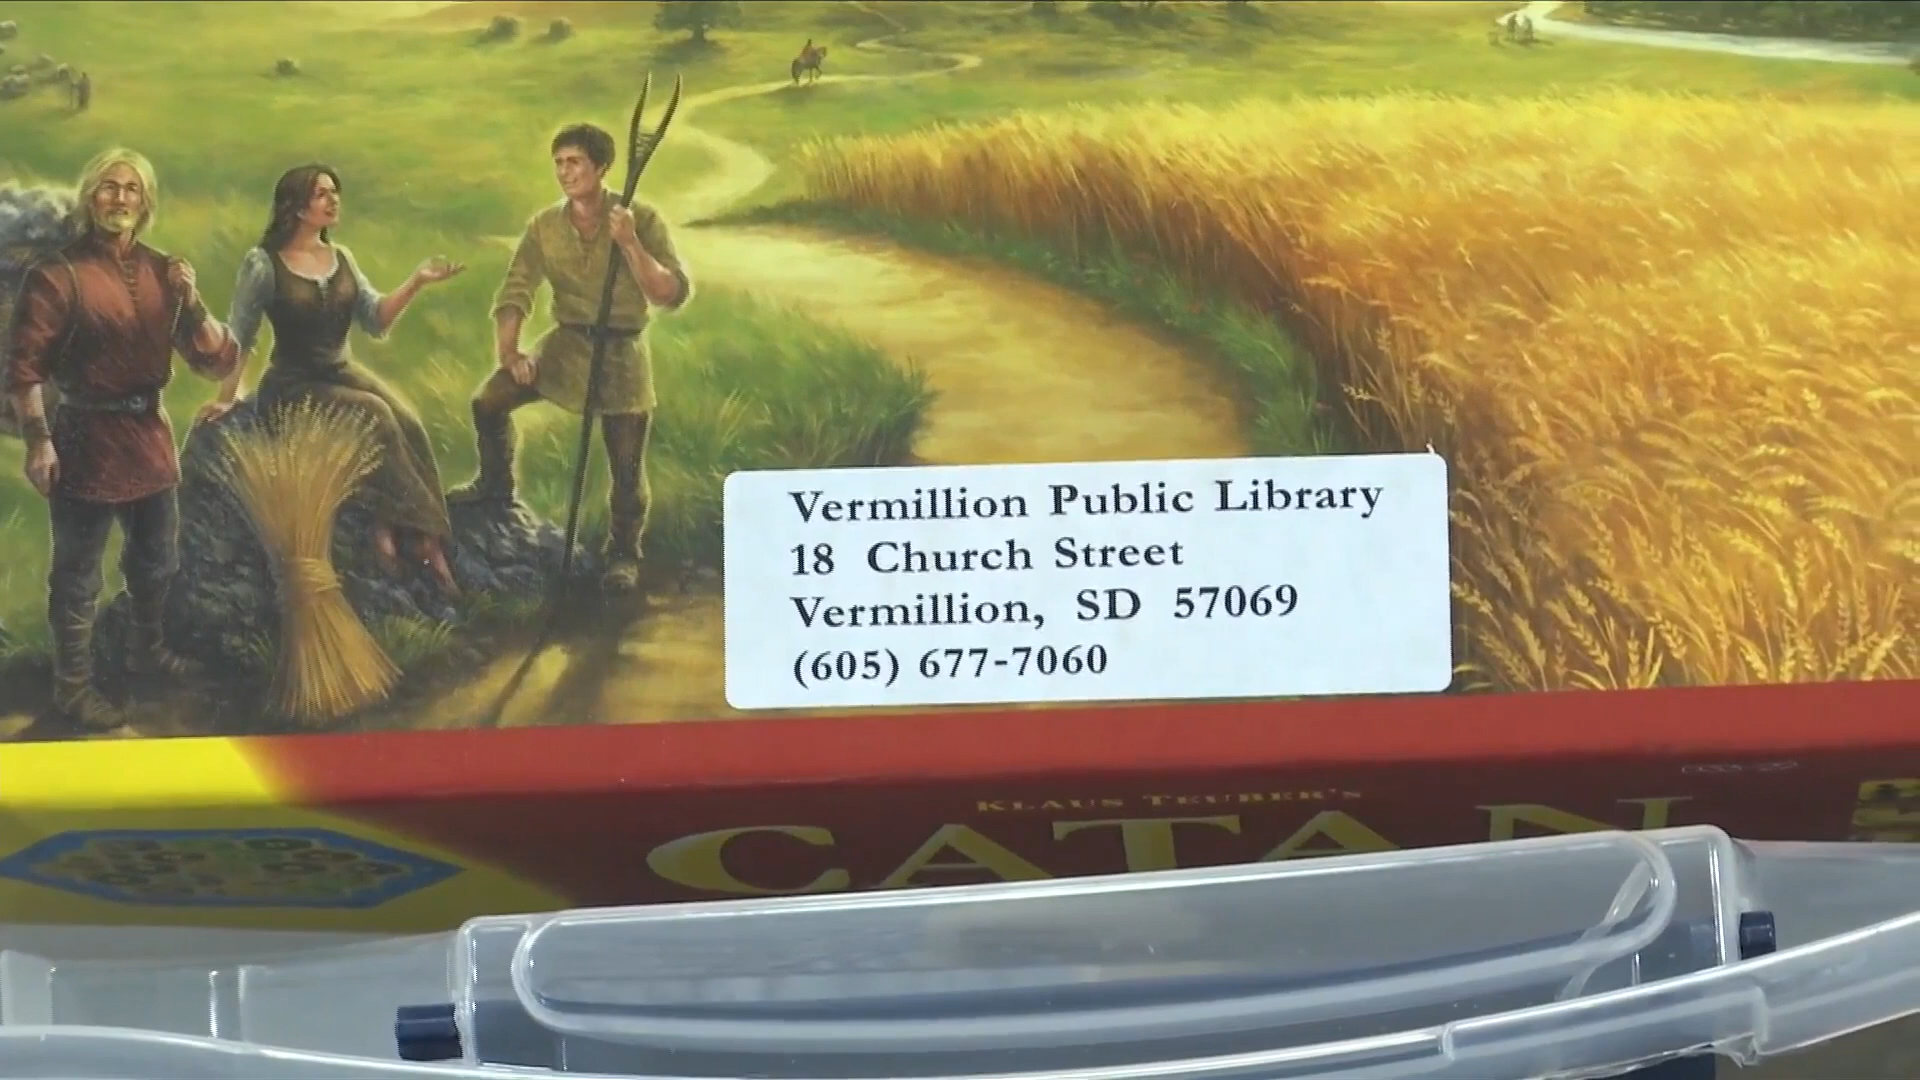 Vermillion Public Library
18 Church Street
Vermillion, SD 57069
(605) 677-7060
KLAUS TEUBER'S
CATAN